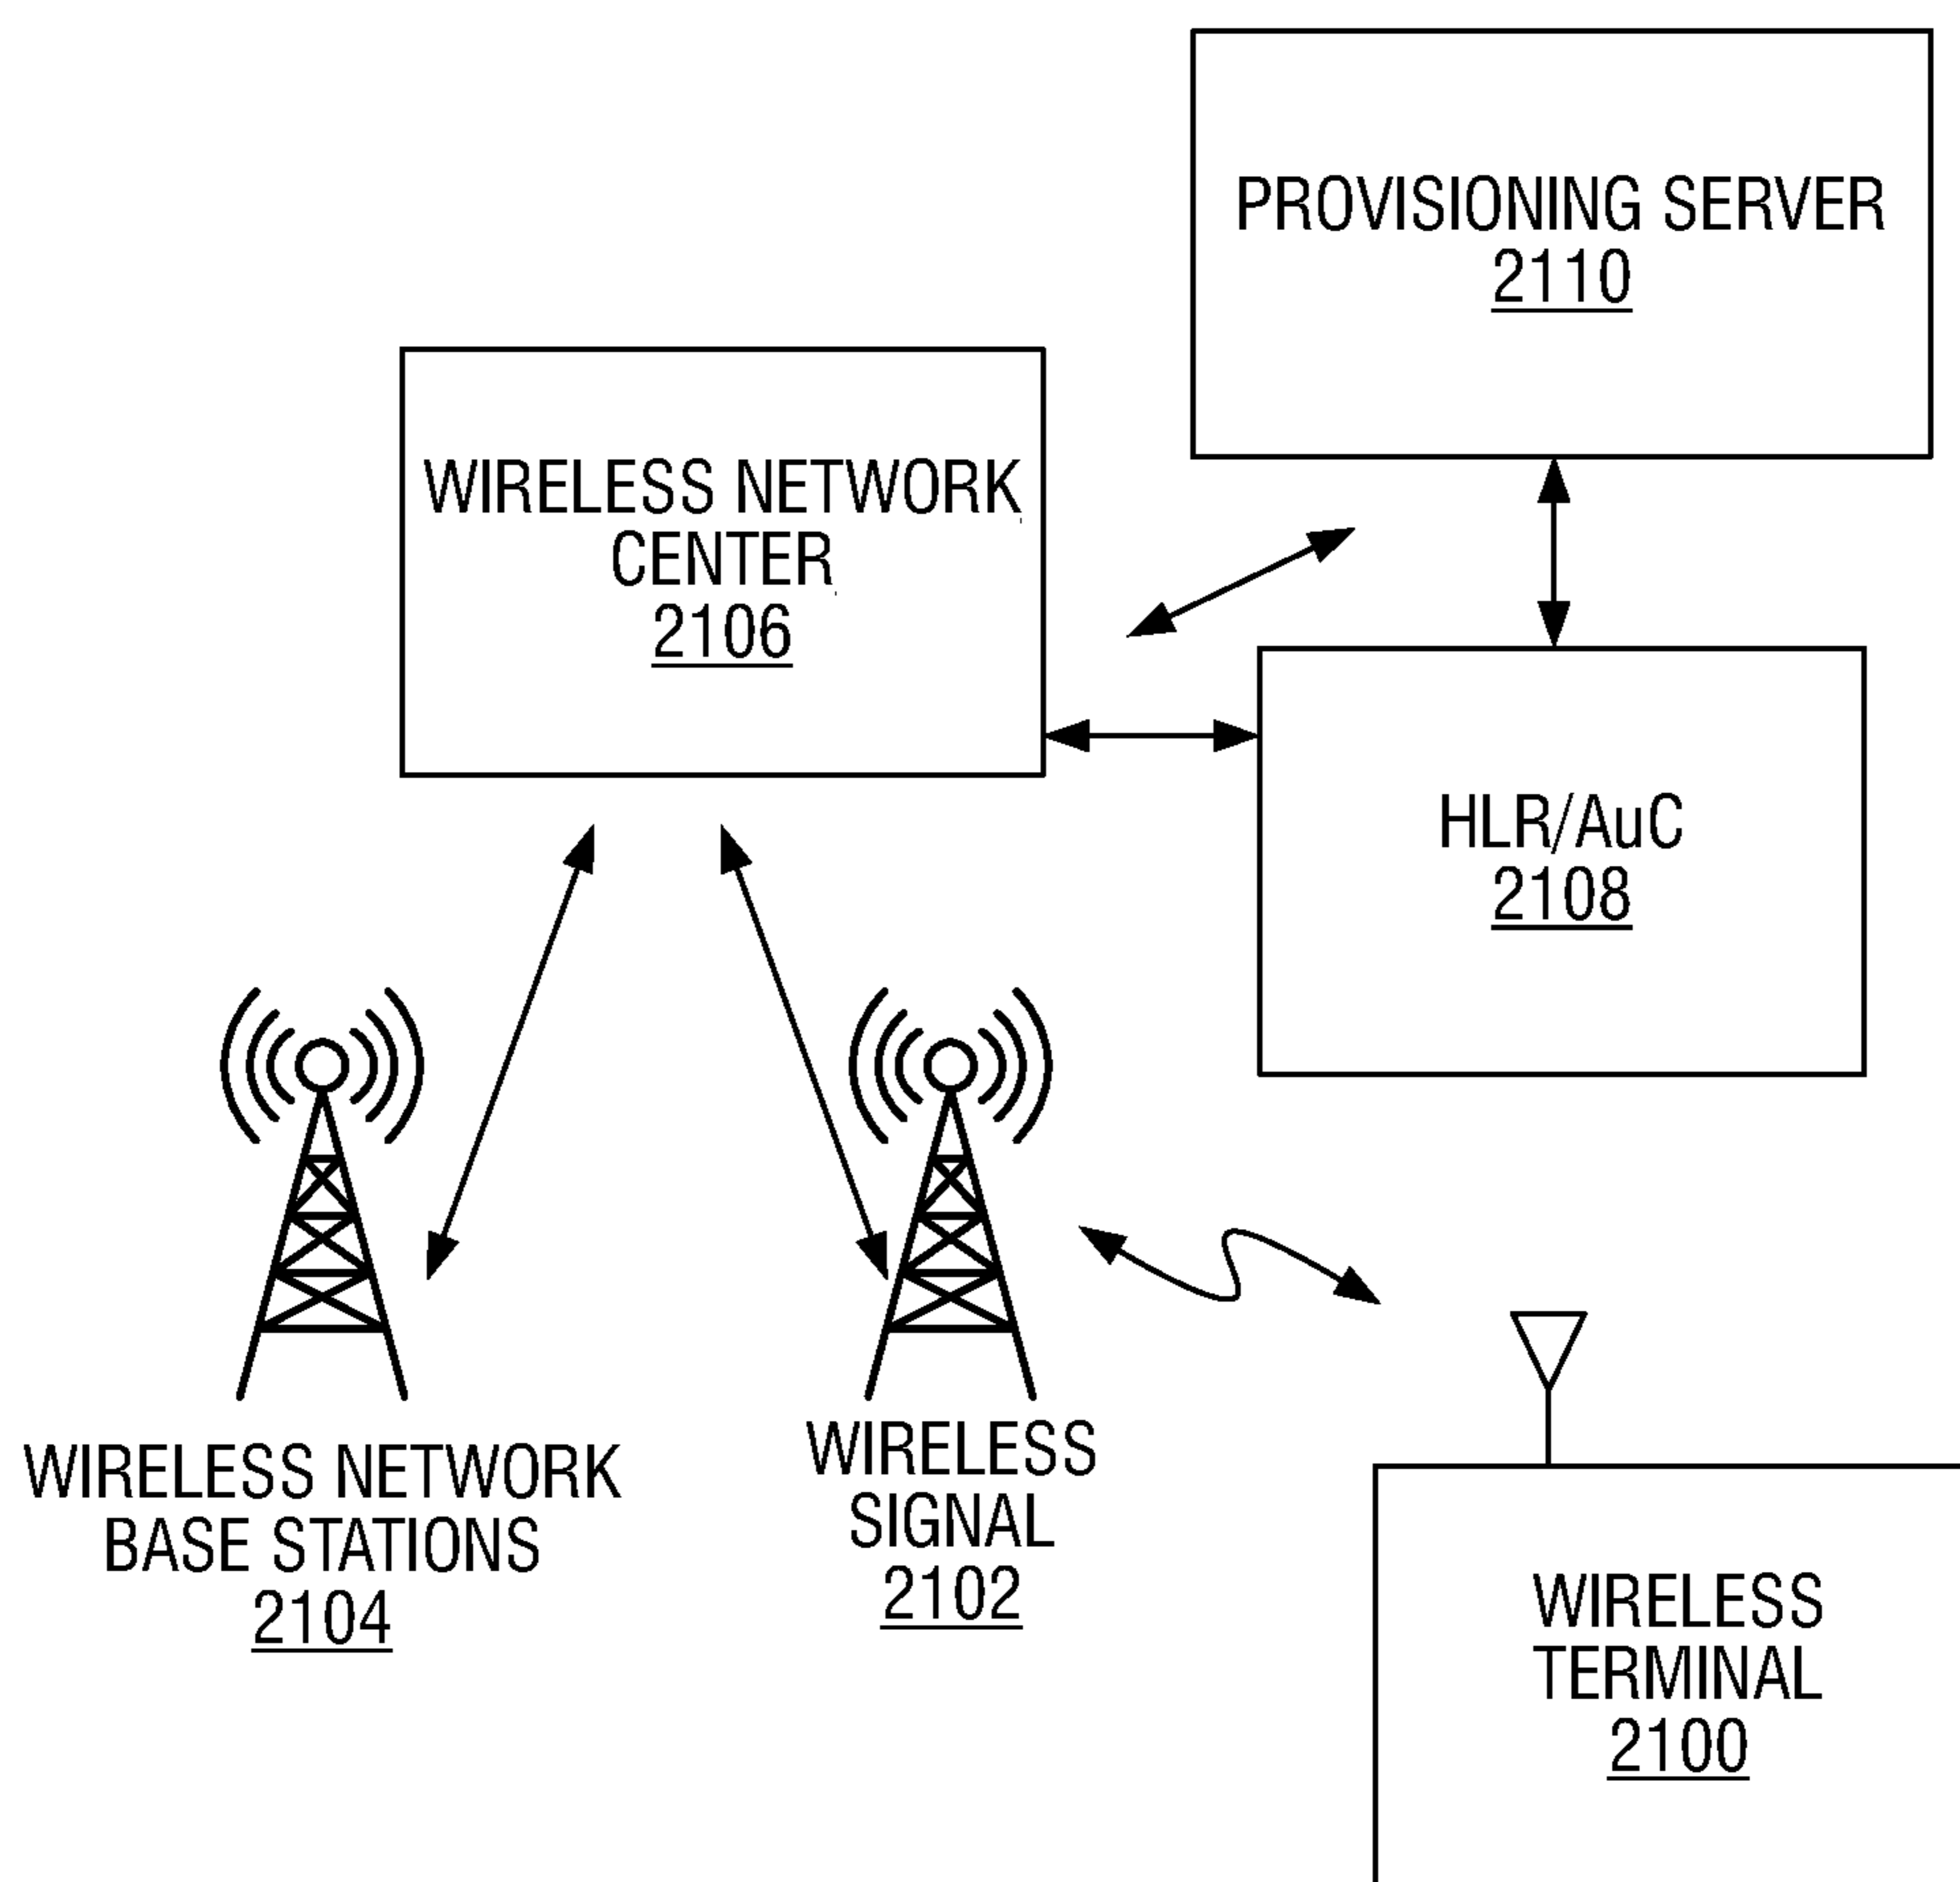 PROVISIONING SERVER
2110
WIRELESS NETWORK
CENTER
2106
HLR/AuC
2108
WIRELESS NETWORK
BASE STATIONS
2104
WIRELESS
SIGNAL
2102
WIRELESS
TERMINAL
2100